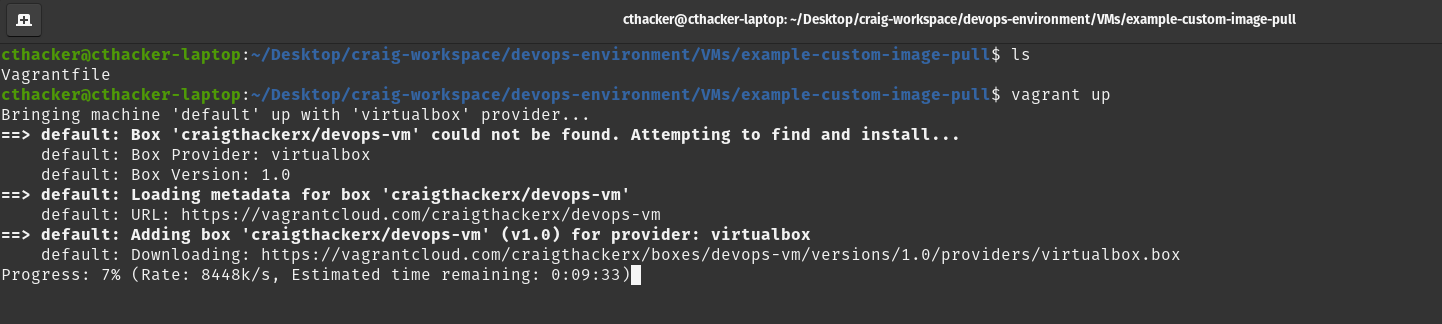 cthacker@cthacker-laptop: ~/Desktop/craig-workspace/devops-environment/VMs/example-custom-image-pull
cthacker@cthacker-laptop:~/Desktop/craig-workspace/devops-environment/VMs/example-custom-image-pull$ ls
Vagrantfile
cthacker@cthacker-laptop:~/Desktop/craig-workspace/devops-environment/VMs/example-custom-image-pull$ vagrant up
Bringing machine 'default' up with 'virtualbox' provider...
==> default: Box 'craigthackerx/devops-vm' could not be found. Attempting to find and install...
    default: Box Provider: virtualbox
    default: Box Version: 1.0
==> default: Loading metadata for box 'craigthackerx/devops-vm'
    default: URL: https://vagrantcloud.com/craigthackerx/devops-vm
==> default: Adding box 'craigthackerx/devops-vm' (v1.0) for provider: virtualbox
    default: Downloading: https://vagrantcloud.com/craigthackerx/boxes/devops-vm/versions/1.0/providers/virtualbox.box
Progress: 7% (Rate: 8448k/s, Estimated time remaining: 0:09:33)